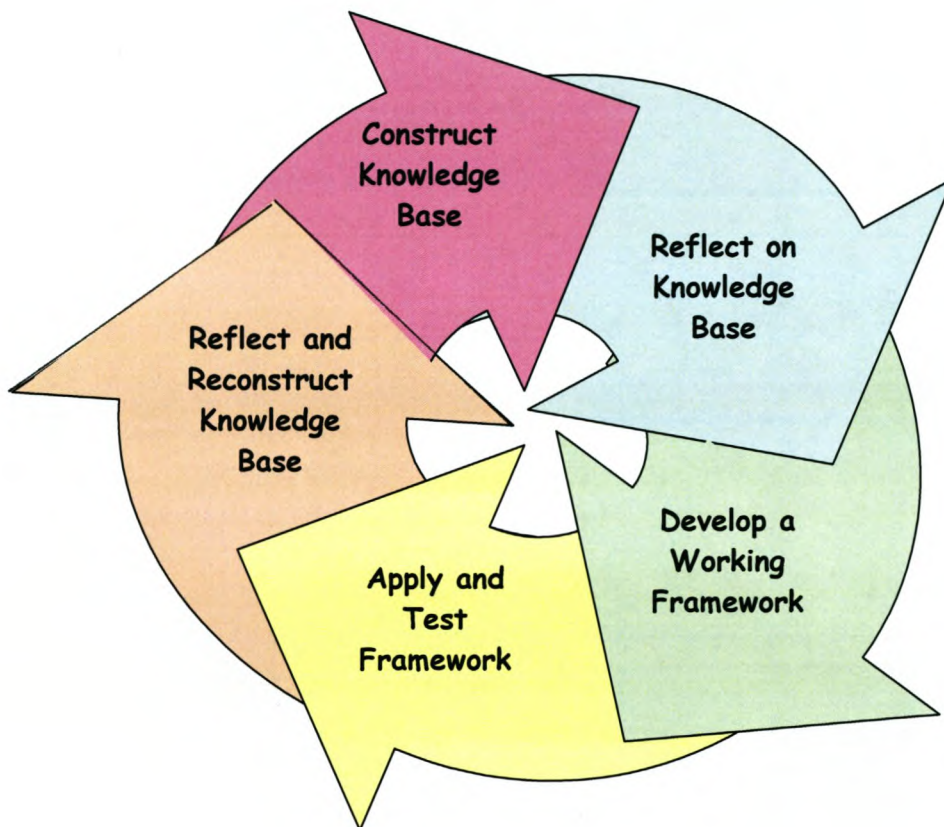 Construct
Knowledge
Base
Reflect on
Knowledge
Base
Develop a
Working
Framework
Apply and
Test
Framework
Reflect and
Reconstruct
Knowledge
Base